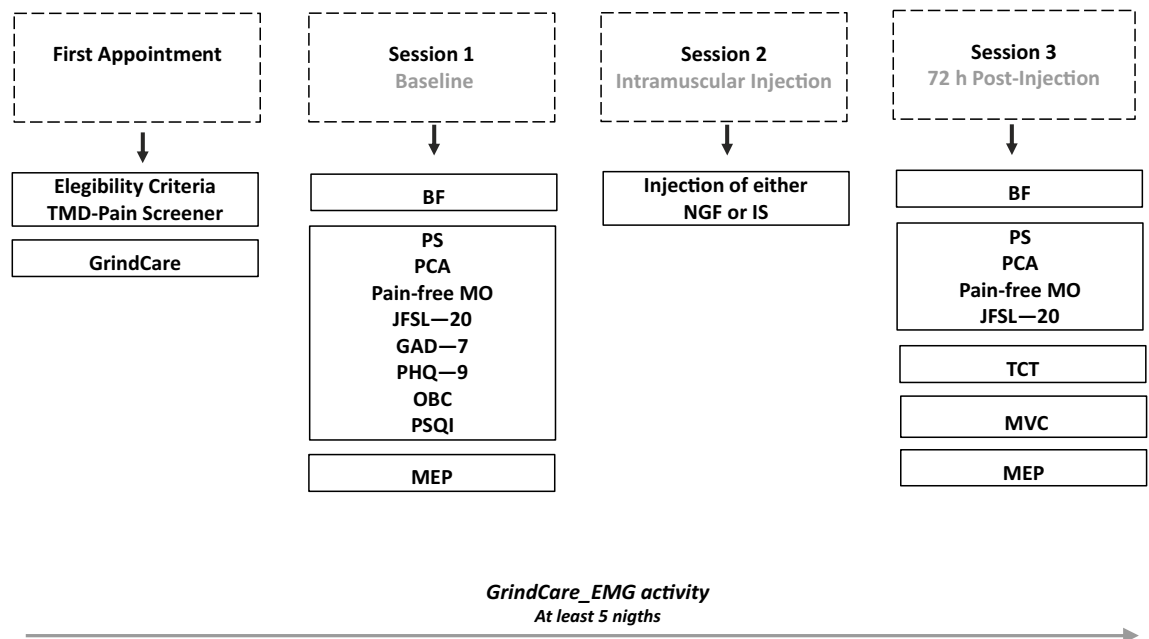 First Appointment
Elegibility Criteria
TMD-Pain Screener
GrindCare
Session 1
Baseline
BF
PS
PCA
Pain-free MO
JFSL—20
GAD—7
PHQ—9
OBC
PSQI
MEP
Session 2
Intramuscular Injection
Injection of either
NGF or IS
Session 3
72 h Post-Injection
BF
PS
PCA
Pain-free MO
JFSL—20
TCT
MVC
MEP
GrindCare_EMG activity
At least 5 nigths